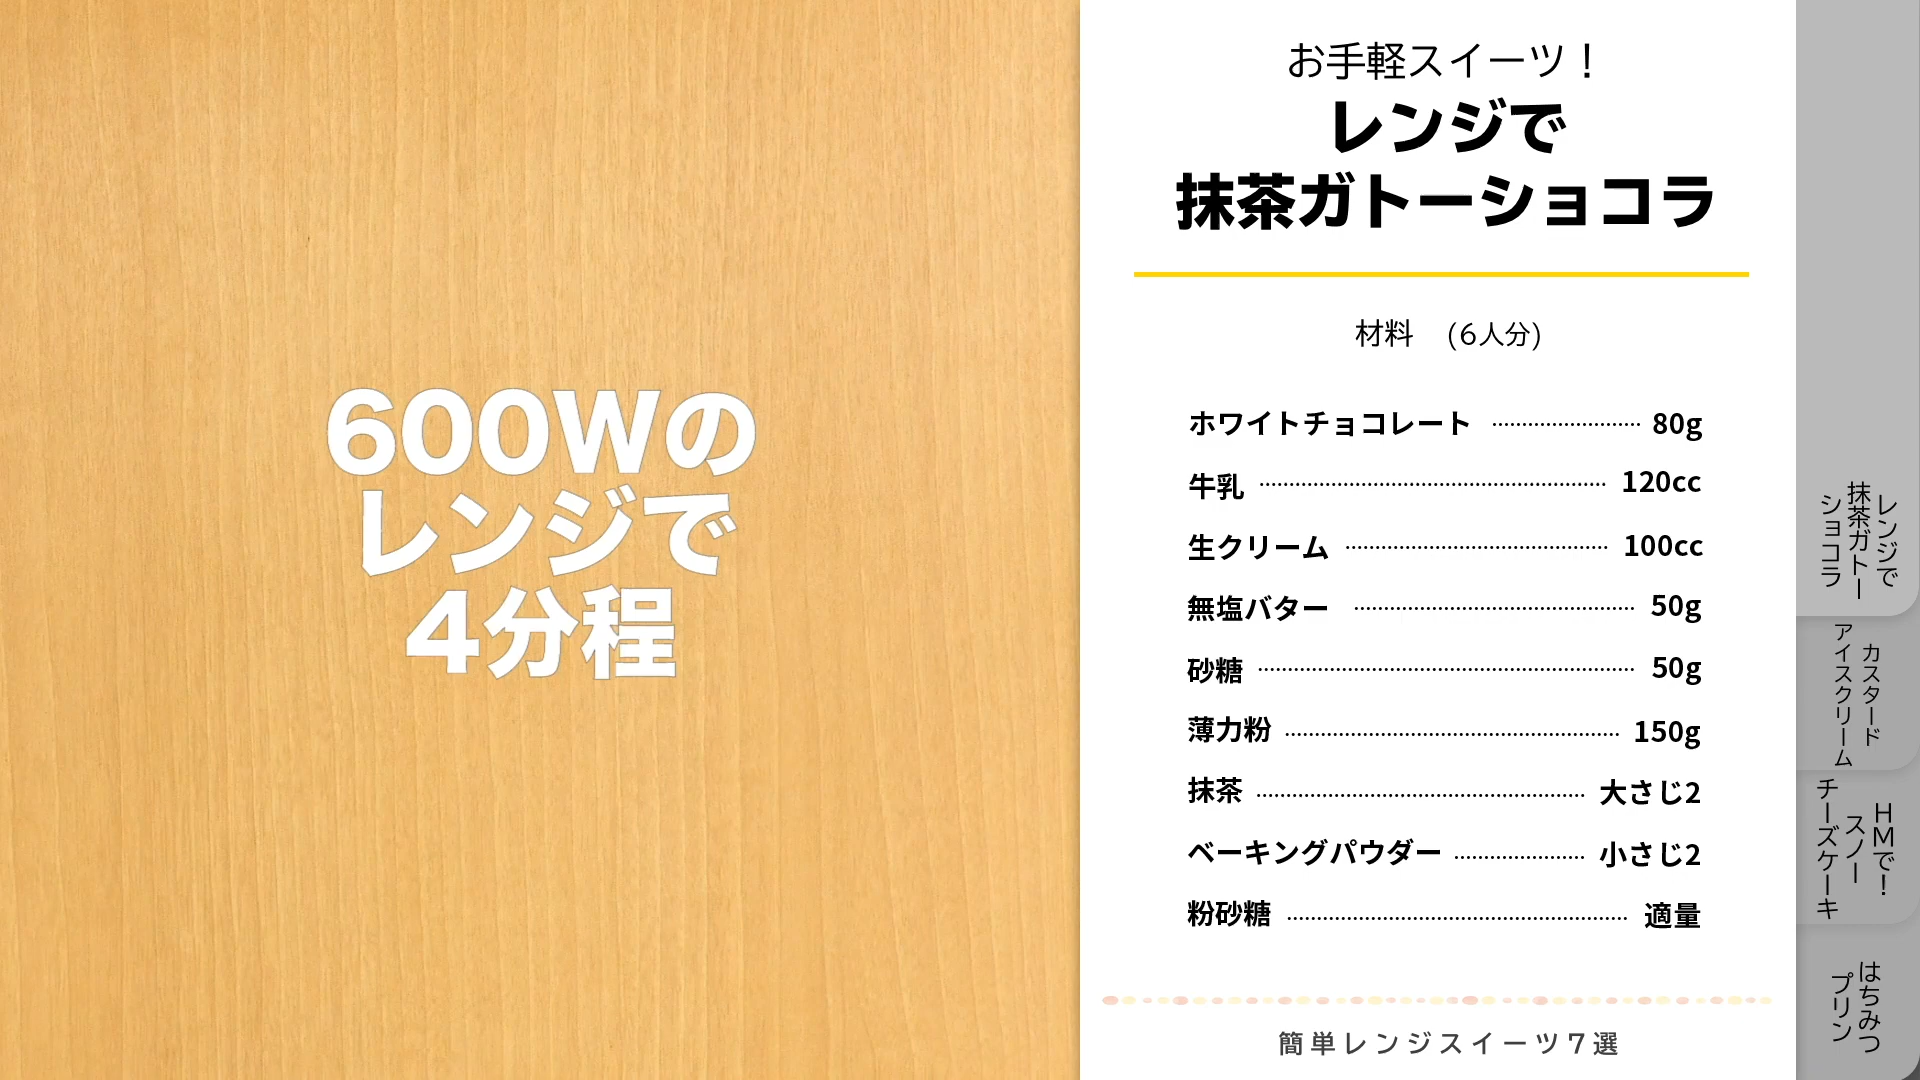 600Wの
レンジで
4分程
お手軽スイーツ！
レンジで
抹茶ガトーショコラ
材料 (6人分)
ホワイトチョコレート 80g
牛乳 120cc
生クリーム 100cc
無塩バター 50g
砂糖 50g
薄力粉 150g
抹茶 大さじ2
ベーキングパウダー 小さじ2
粉砂糖 適量
簡単レンジスイーツ7選
レンジで
抹茶ガトー
ショコラ
カスタード
アイスクリーム
HMで！
スノー
チーズケーキ
はちみつ
プリン